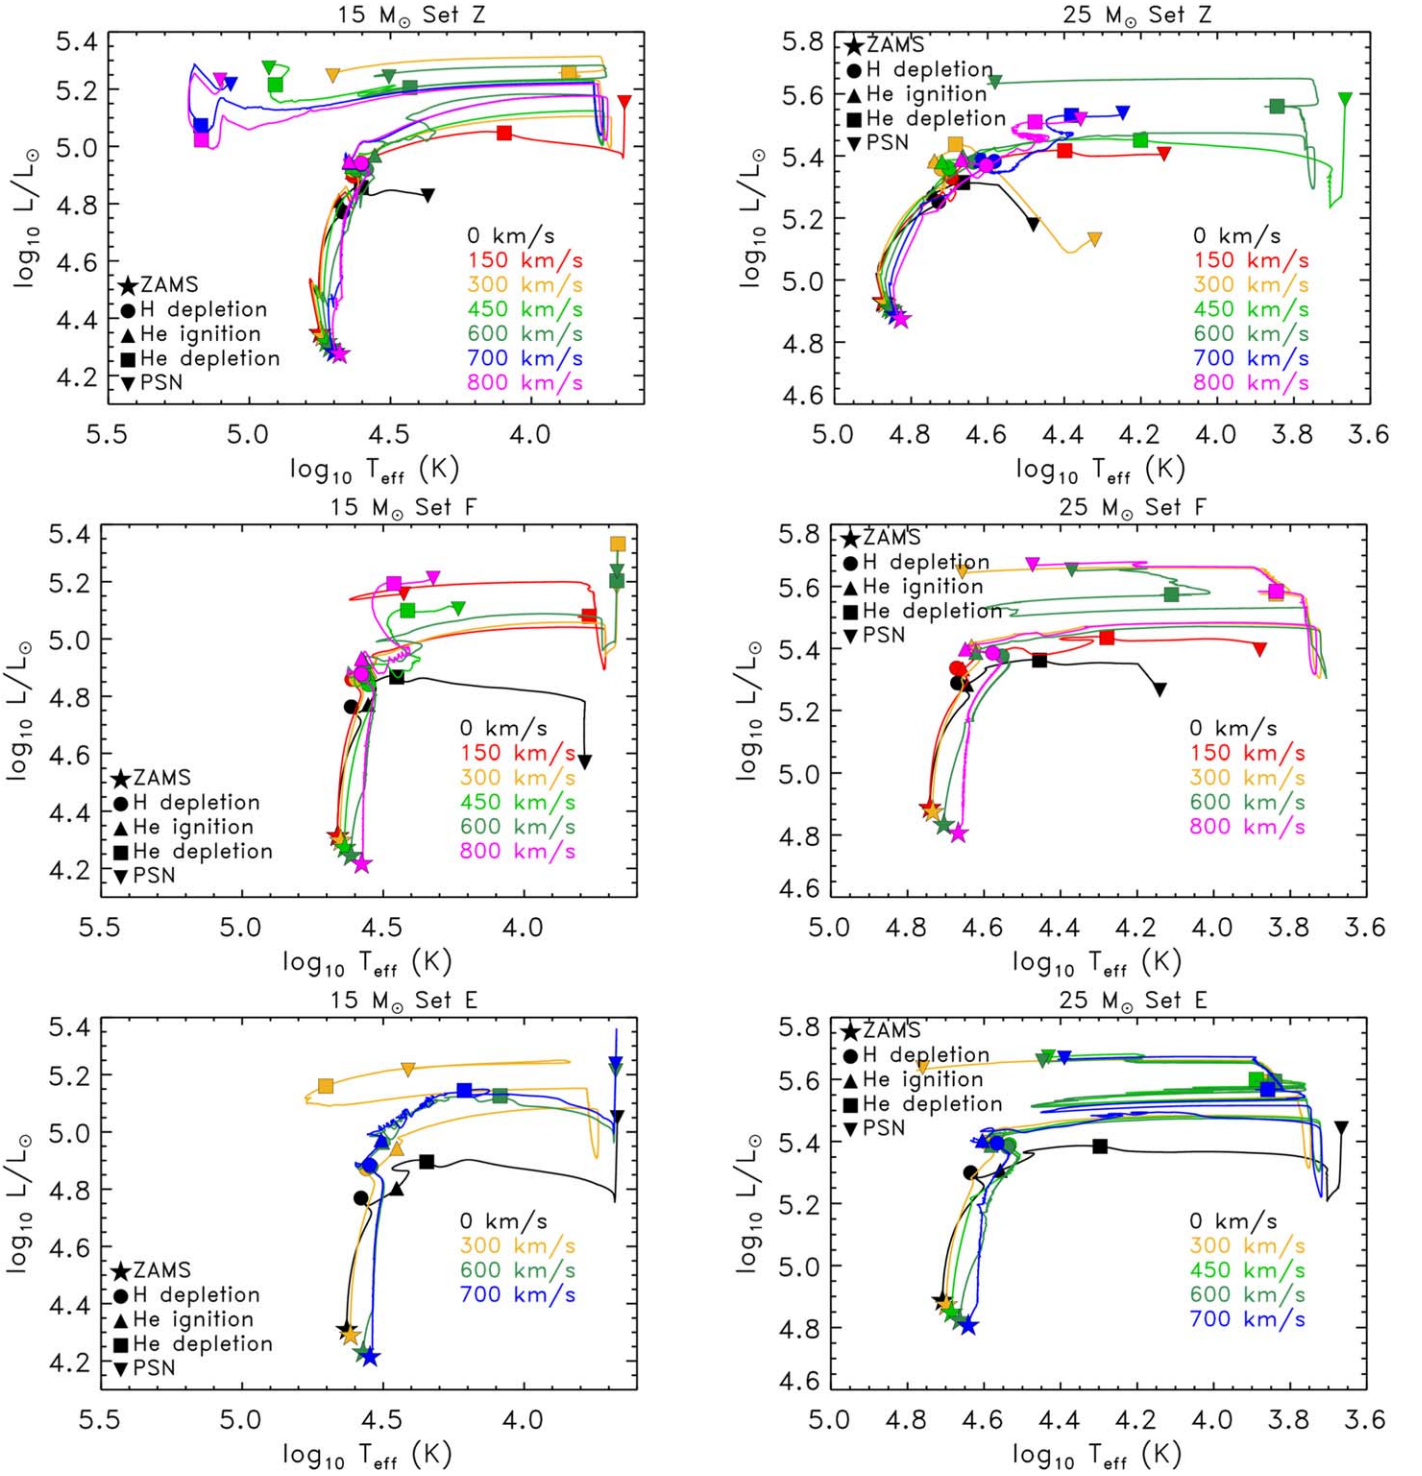 15 M⊙ Set Z
log₁₀ L/L⊙
5.4
5.2
5.0
4.8
4.6
4.4
4.2
★ZAMS
●H depletion
▲He ignition
■He depletion
▼PSN
0 km/s
150 km/s
300 km/s
450 km/s
600 km/s
700 km/s
800 km/s
5.5 5.0 4.5 4.0
log₁₀ Teff (K)
25 M⊙ Set Z
log₁₀ L/L⊙
5.8
5.6
5.4
5.2
5.0
4.8
4.6
★ZAMS
●H depletion
▲He ignition
■He depletion
▼PSN
0 km/s
150 km/s
300 km/s
450 km/s
600 km/s
700 km/s
800 km/s
5.0 4.8 4.6 4.4 4.2 4.0 3.8 3.6
log₁₀ Teff (K)
15 M⊙ Set F
log₁₀ L/L⊙
5.4
5.2
5.0
4.8
4.6
4.4
4.2
★ZAMS
●H depletion
▲He ignition
■He depletion
▼PSN
0 km/s
150 km/s
300 km/s
450 km/s
600 km/s
800 km/s
5.5 5.0 4.5 4.0
log₁₀ Teff (K)
25 M⊙ Set F
log₁₀ L/L⊙
5.8
5.6
5.4
5.2
5.0
4.8
4.6
★ZAMS
●H depletion
▲He ignition
■He depletion
▼PSN
0 km/s
150 km/s
300 km/s
600 km/s
800 km/s
5.0 4.8 4.6 4.4 4.2 4.0 3.8 3.6
log₁₀ Teff (K)
15 M⊙ Set E
log₁₀ L/L⊙
5.4
5.2
5.0
4.8
4.6
4.4
4.2
★ZAMS
●H depletion
▲He ignition
■He depletion
▼PSN
0 km/s
300 km/s
600 km/s
700 km/s
5.5 5.0 4.5 4.0
log₁₀ Teff (K)
25 M⊙ Set E
log₁₀ L/L⊙
5.8
5.6
5.4
5.2
5.0
4.8
4.6
★ZAMS
●H depletion
▲He ignition
■He depletion
▼PSN
0 km/s
300 km/s
450 km/s
600 km/s
700 km/s
5.0 4.8 4.6 4.4 4.2 4.0 3.8 3.6
log₁₀ Teff (K)